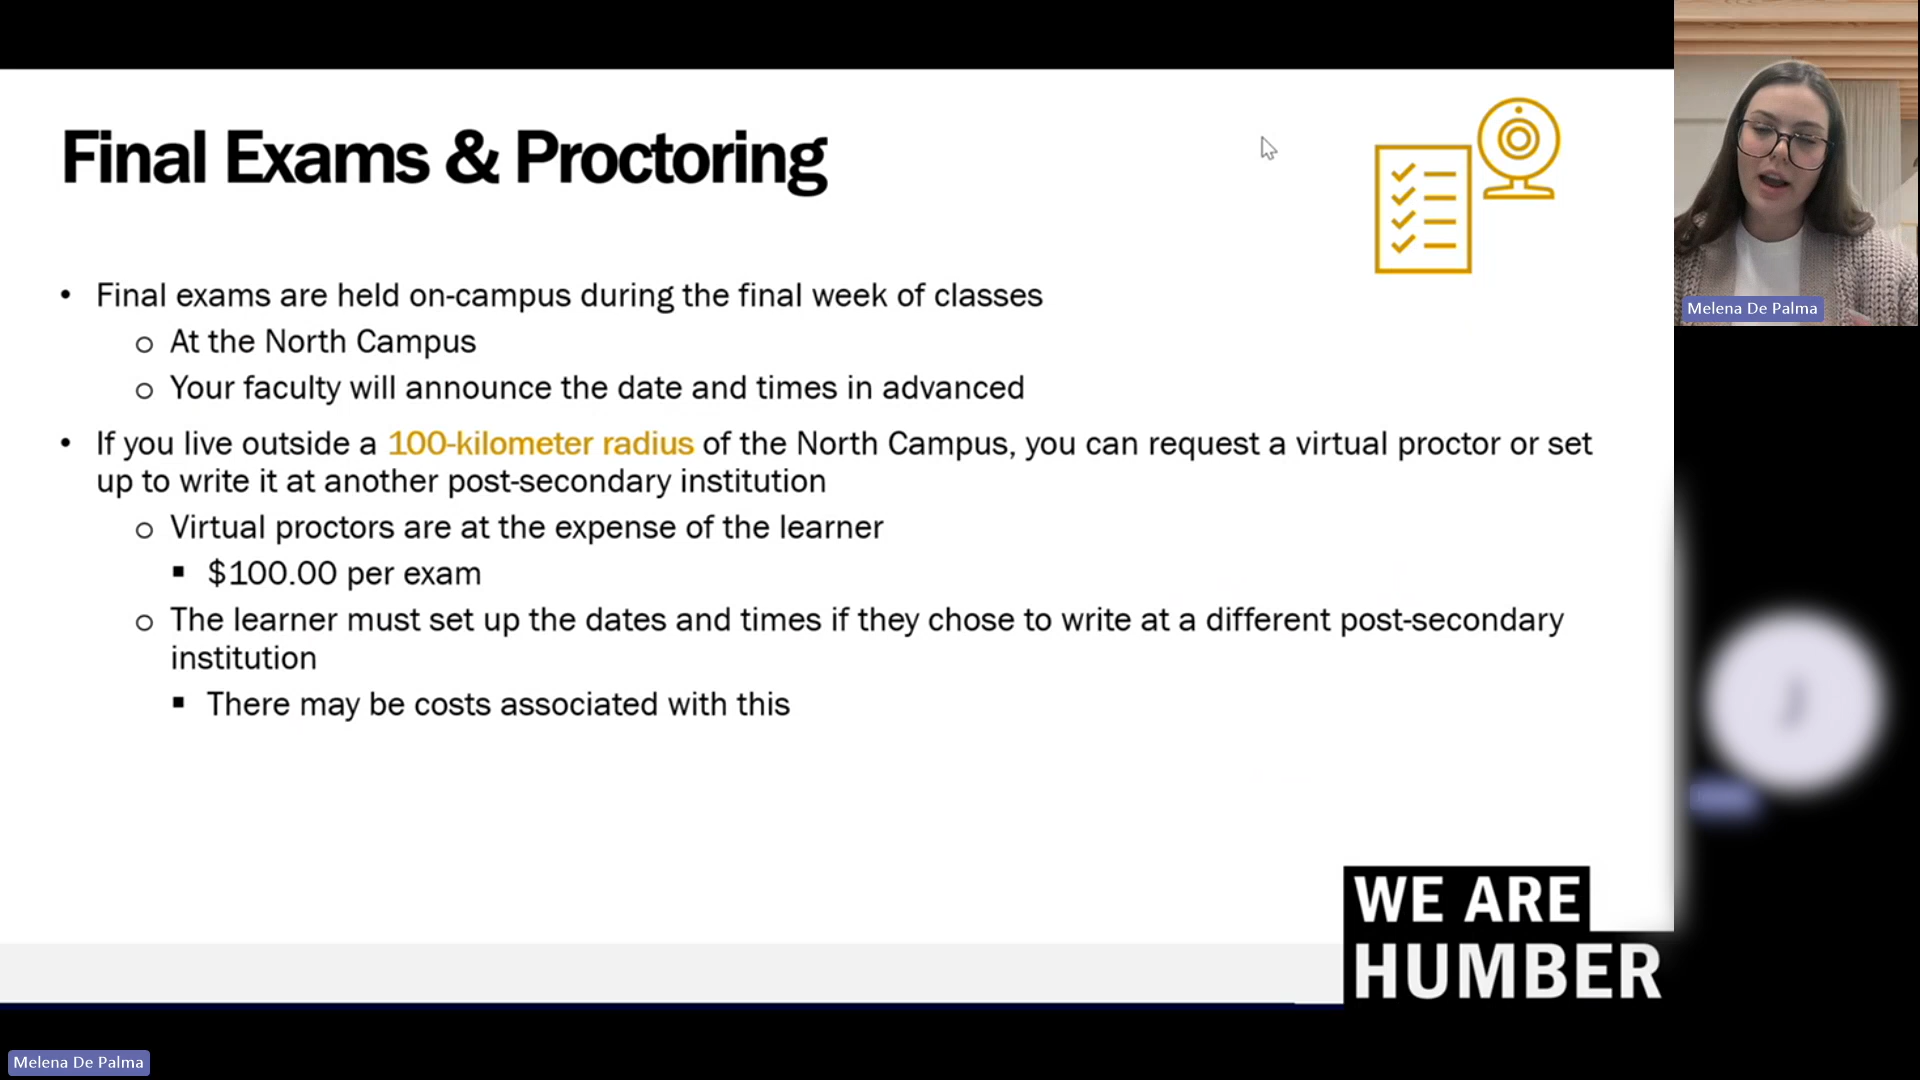 Final Exams & Proctoring
• Final exams are held on-campus during the final week of classes
o At the North Campus
o Your faculty will announce the date and times in advanced
• If you live outside a 100-kilometer radius of the North Campus, you can request a virtual proctor or set
up to write it at another post-secondary institution
o Virtual proctors are at the expense of the learner
▪ $100.00 per exam
o The learner must set up the dates and times if they chose to write at a different post-secondary
institution
▪ There may be costs associated with this
WE ARE
HUMBER
Melena De Palma
Melena De Palma